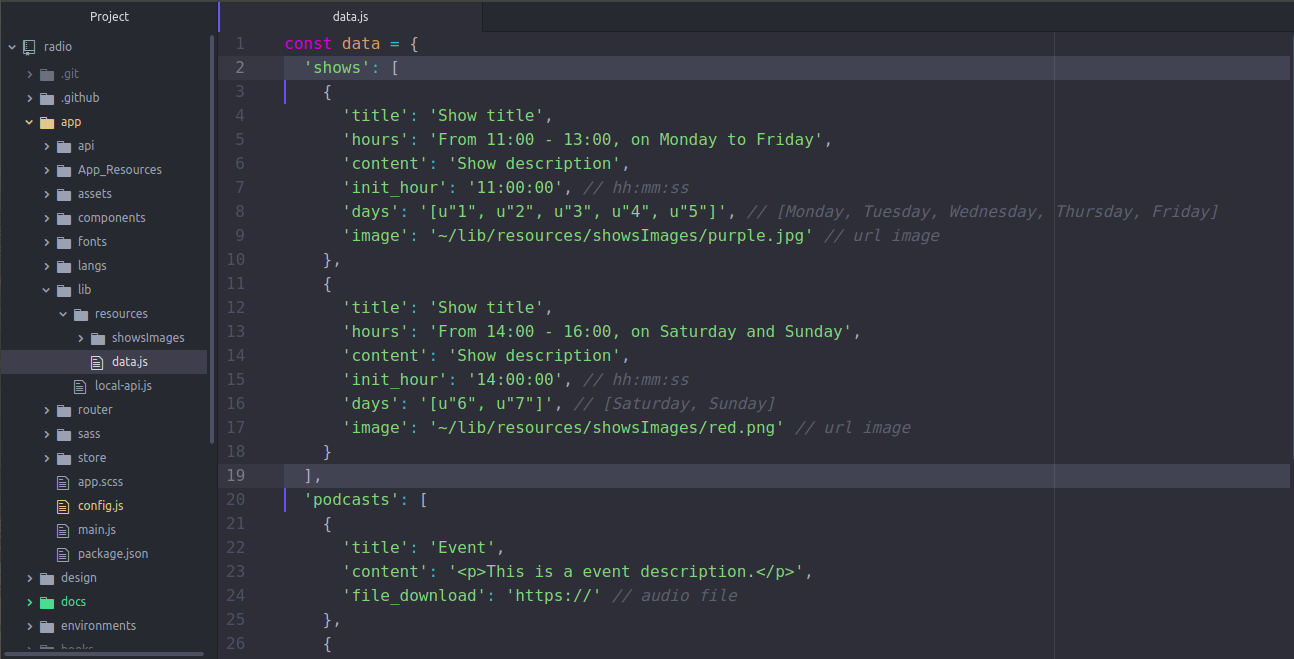 Project
radio
.git
.github
app
api
App_Resources
assets
components
fonts
langs
lib
resources
showsImages
data.js
local-api.js
router
sass
store
app.scss
config.js
main.js
package.json
design
docs
environments
hooks
data.js
1 const data = {
2 'shows': [
3 {
4 'title': 'Show title',
5 'hours': 'From 11:00 - 13:00, on Monday to Friday',
6 'content': 'Show description',
7 'init_hour': '11:00:00', // hh:mm:ss
8 'days': '[u"1", u"2", u"3", u"4", u"5"]', // [Monday, Tuesday, Wednesday, Thursday, Friday]
9 'image': '~/lib/resources/showsImages/purple.jpg' // url image
10 },
11 {
12 'title': 'Show title',
13 'hours': 'From 14:00 - 16:00, on Saturday and Sunday',
14 'content': 'Show description',
15 'init_hour': '14:00:00', // hh:mm:ss
16 'days': '[u"6", u"7"]', // [Saturday, Sunday]
17 'image': '~/lib/resources/showsImages/red.png' // url image
18 }
19 ],
20 'podcasts': [
21 {
22 'title': 'Event',
23 'content': '<p>This is a event description.</p>',
24 'file_download': 'https://' // audio file
25 },
26 {